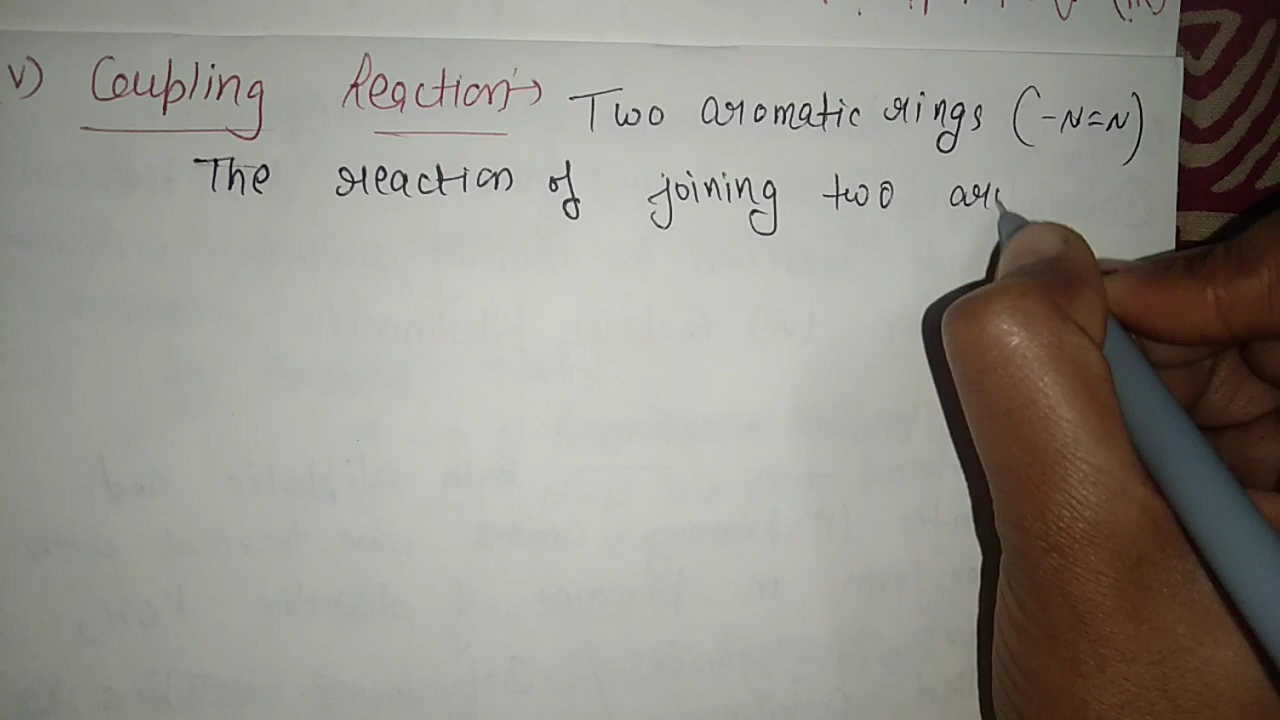 v) Coupling Reaction:→ Two aromatic rings (-N=N)
The reaction of joining two